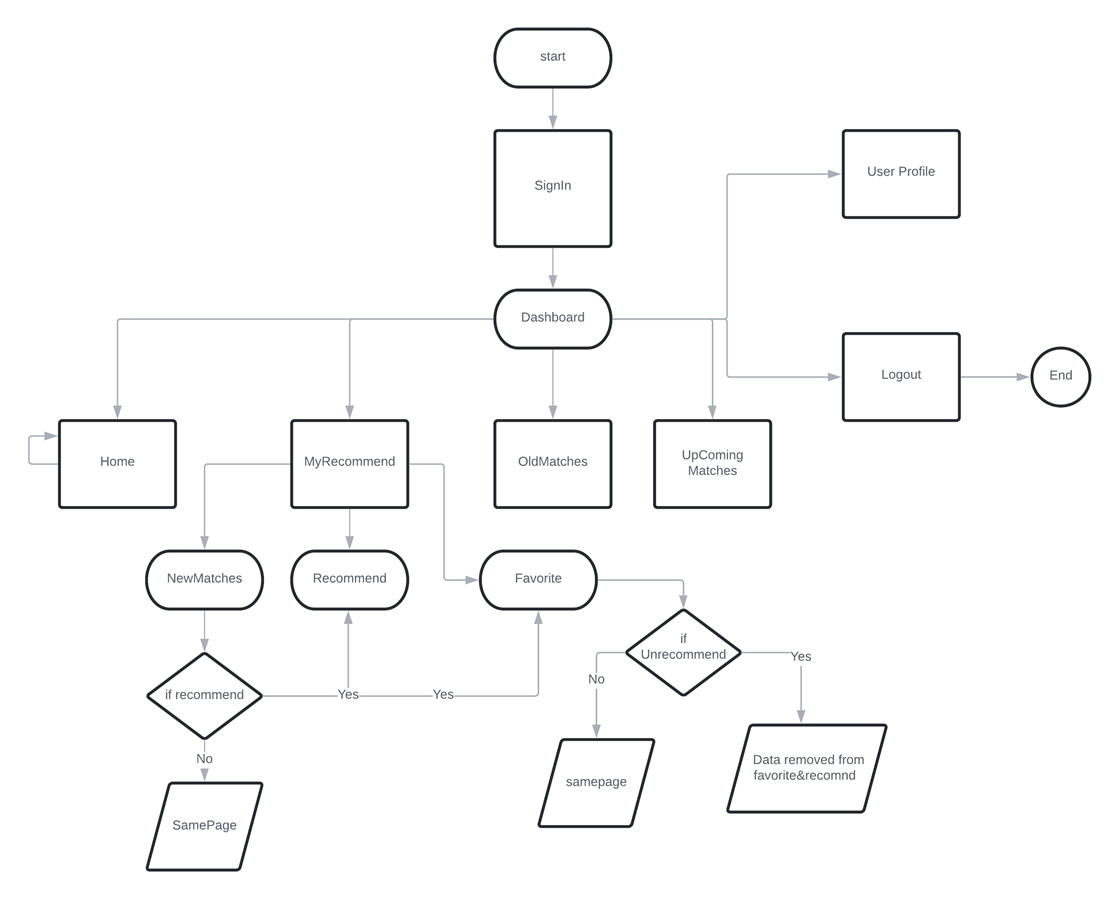 start
SignIn
User Profile
Dashboard
Logout
End
Home
MyRecommend
OldMatches
UpComing
Matches
NewMatches
Recommend
Favorite
if
Unrecommend
if recommend
Yes
Yes
No
Yes
No
SamePage
samepage
Data removed from
favorite&recomnd